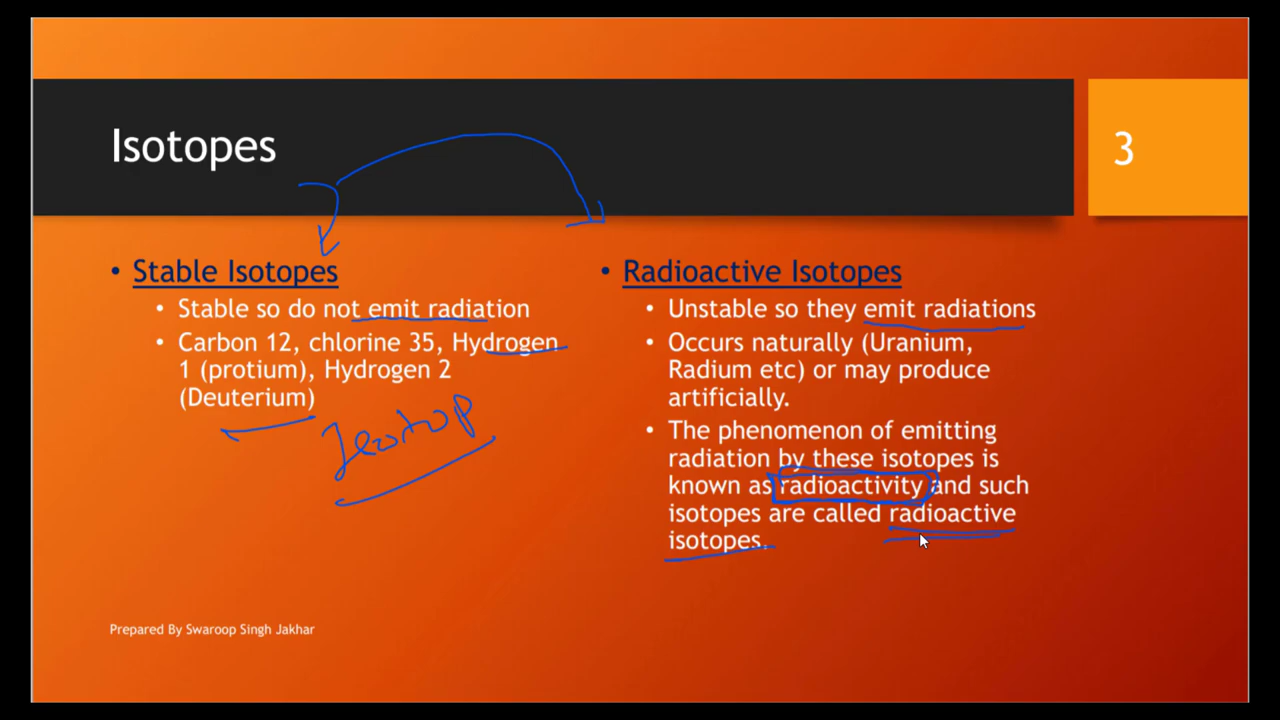 Isotopes
3
• Stable Isotopes
• Stable so do not emit radiation
• Carbon 12, chlorine 35, Hydrogen
1 (protium), Hydrogen 2
(Deuterium)
Isotop
• Radioactive Isotopes
• Unstable so they emit radiations
• Occurs naturally (Uranium,
Radium etc) or may produce
artificially.
• The phenomenon of emitting
radiation by these isotopes is
known as radioactivity and such
isotopes are called radioactive
isotopes.
Prepared By Swaroop Singh Jakhar